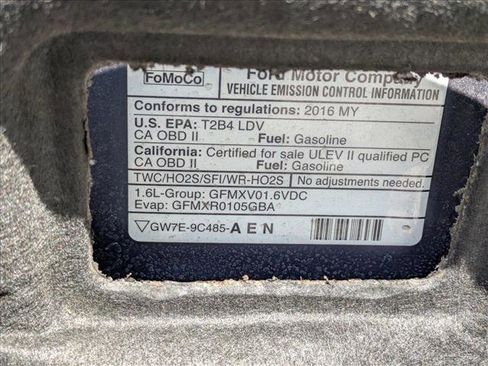 FoMoCo
Ford Motor Company
VEHICLE EMISSION CONTROL INFORMATION
Conforms to regulations: 2016 MY
U.S. EPA: T2B4 LDV
CA OBD II Fuel: Gasoline
California: Certified for sale ULEV II qualified PC
CA OBD II Fuel: Gasoline
TWC/HO2S/SFI/WR-HO2S No adjustments needed.
1.6L-Group: GFMXV01.6VDC
Evap: GFMXR0105GBA
GW7E-9C485-AEN